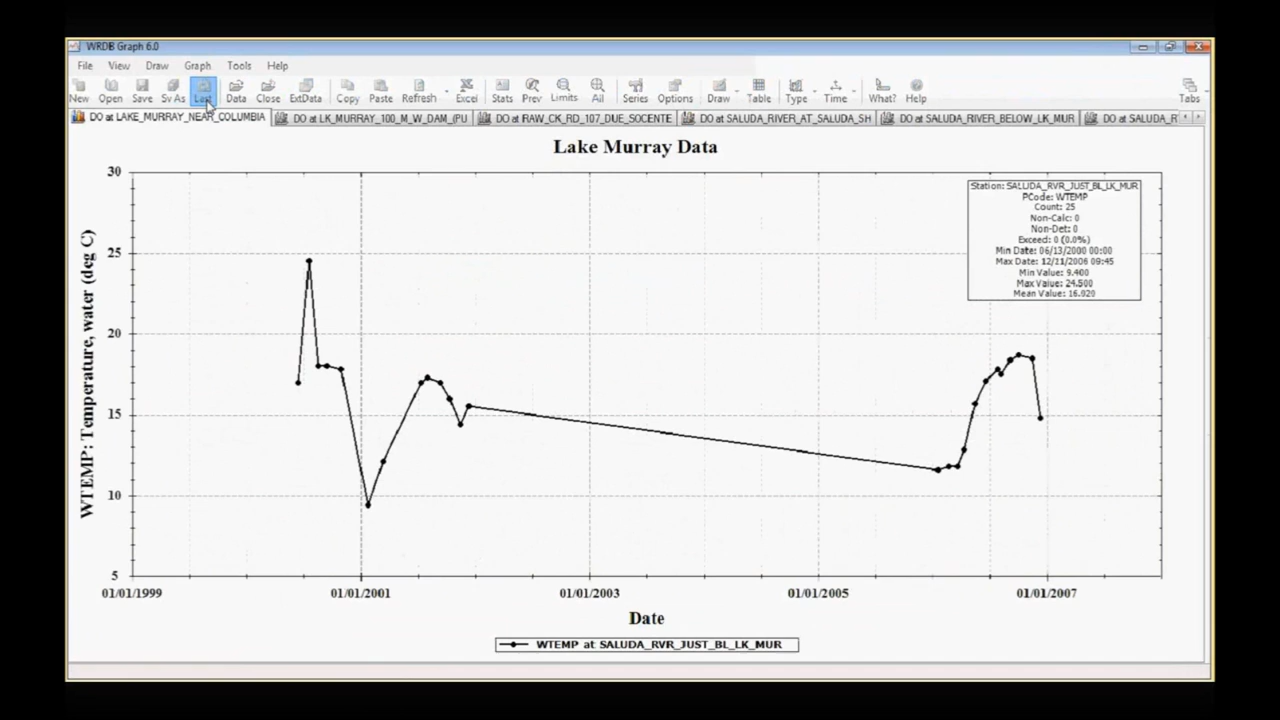 WRDB Graph 6.0
File View Draw Graph Tools Help
New Open Save Sv As Last Data Close ExtData Copy Paste Refresh Excel Stats Prev Limits All Series Options Draw Table Type Time What? Help Tabs
DO at LAKE_MURRAY_NEAR_COLUMBIA DO at LK_MURRAY_100_M_W_DAM_(PU DO at RAW_CK_RD_107_DUE_SOCENTE DO at SALUDA_RIVER_AT_SALUDA_SH DO at SALUDA_RIVER_BELOW_LK_MUR DO at SALUDA_R
Lake Murray Data
Station: SALUDA_RVR_JUST_BL_LK_MUR
PCode: WTEMP
Count: 25
Non-Calc: 0
Non-Det: 0
Exceed: 0 (0.0%)
Min Date: 06/13/2000 00:00
Max Date: 12/11/2006 09:45
Min Value: 9.400
Max Value: 24.500
Mean Value: 16.020
WTEMP: Temperature, water (deg C)
30
25
20
15
10
5
01/01/1999 01/01/2001 01/01/2003 01/01/2005 01/01/2007
Date
WTEMP at SALUDA_RVR_JUST_BL_LK_MUR